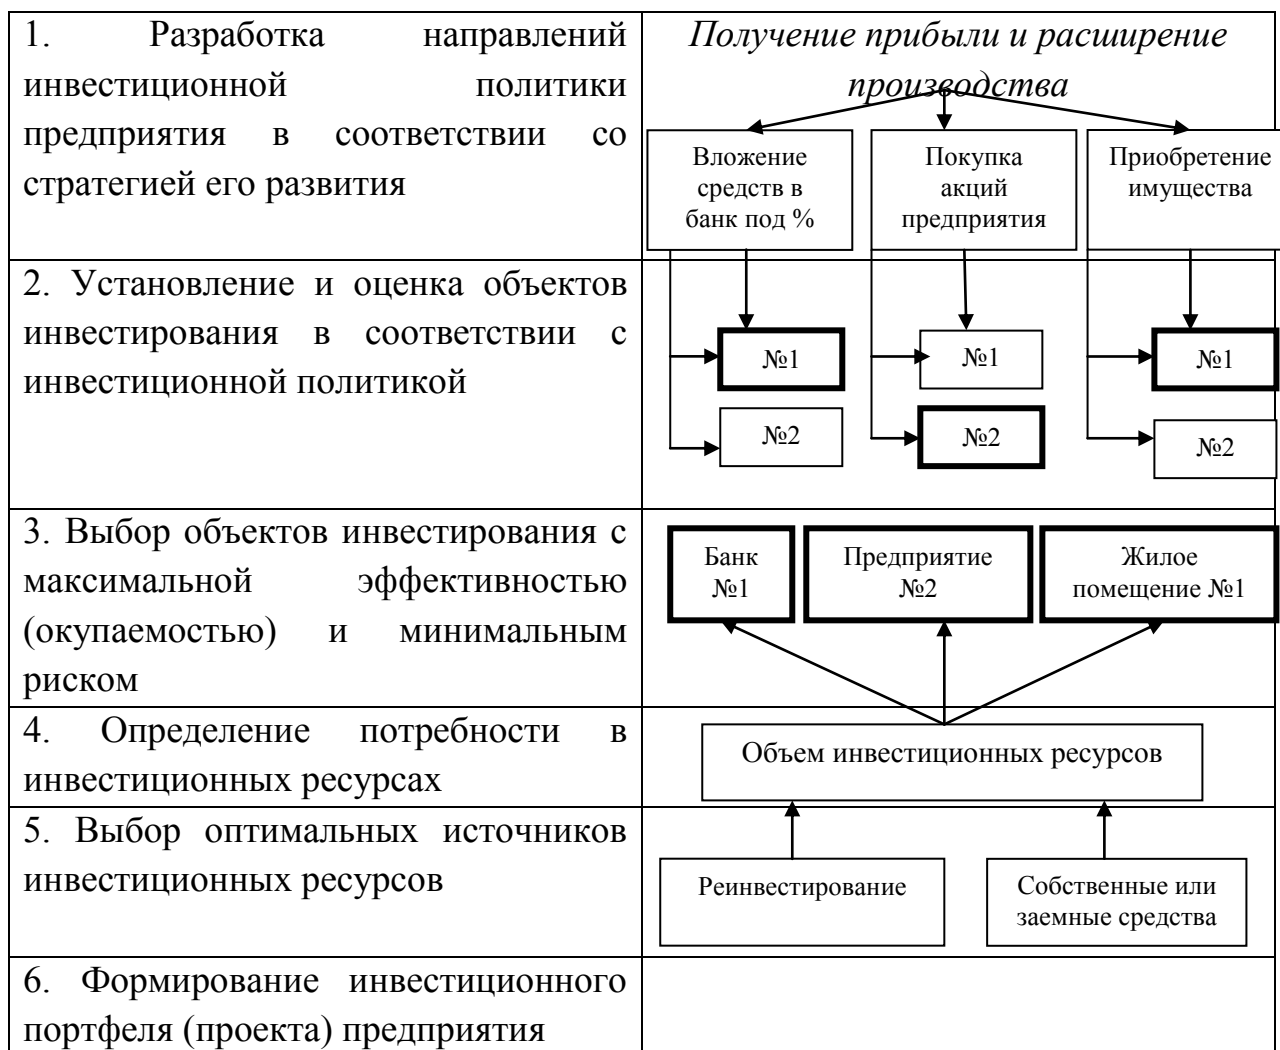 1. Разработка направлений
инвестиционной политики
предприятия в соответствии со
стратегией его развития
Получение прибыли и расширение
производства
Вложение
средств в
банк под %
Покупка
акций
предприятия
Приобретение
имущества
2. Установление и оценка объектов
инвестирования в соответствии с
инвестиционной политикой
№1
№1
№1
№2
№2
№2
3. Выбор объектов инвестирования с
максимальной эффективностью
(окупаемостью) и минимальным
риском
Банк
№1
Предприятие
№2
Жилое
помещение №1
4. Определение потребности в
инвестиционных ресурсах
Объем инвестиционных ресурсов
5. Выбор оптимальных источников
инвестиционных ресурсов
Реинвестирование
Собственные или
заемные средства
6. Формирование инвестиционного
портфеля (проекта) предприятия